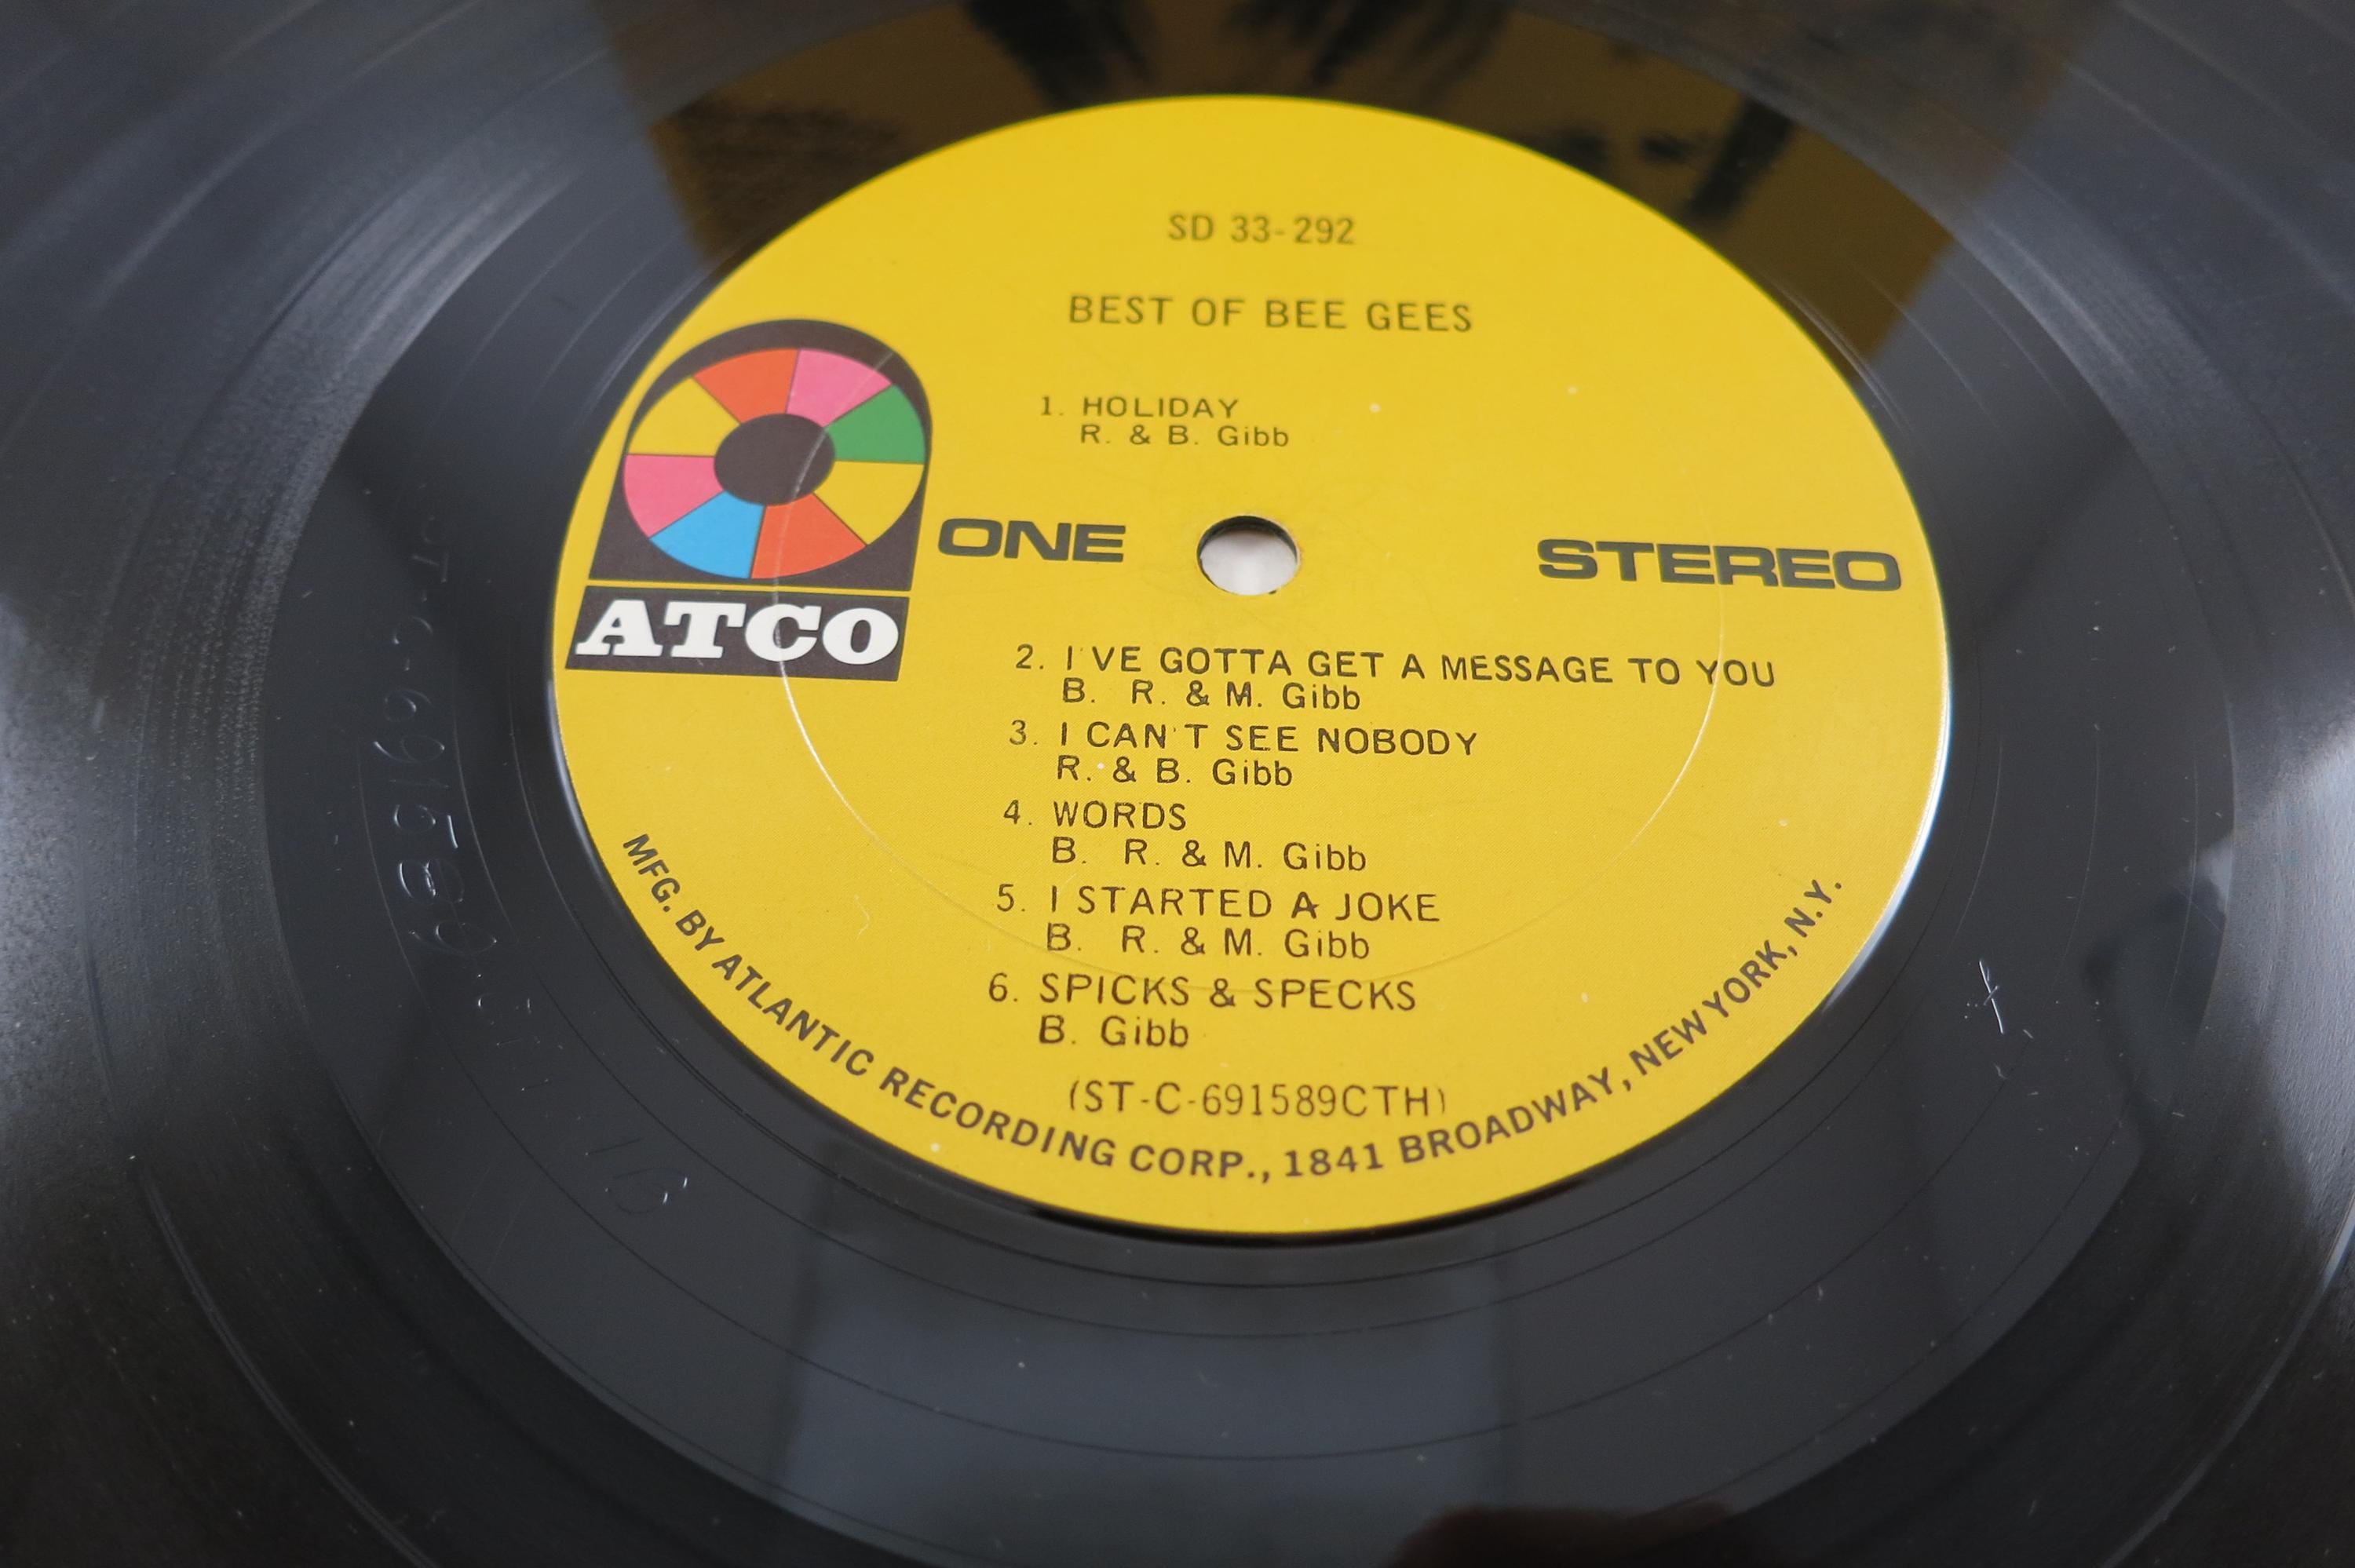 SD 33-292
BEST OF BEE GEES
1. HOLIDAY
R. & B. Gibb
ATCO
ONE
STEREO
2. I'VE GOTTA GET A MESSAGE TO YOU
B. R. & M. Gibb
3. I CAN'T SEE NOBODY
R. & B. Gibb
4. WORDS
B. R. & M. Gibb
5. I STARTED A JOKE
B. R. & M. Gibb
6. SPICKS & SPECKS
B. Gibb
(ST-C-691589CTH)
MFG. BY ATLANTIC RECORDING CORP., 1841 BROADWAY, NEW YORK, N.Y.